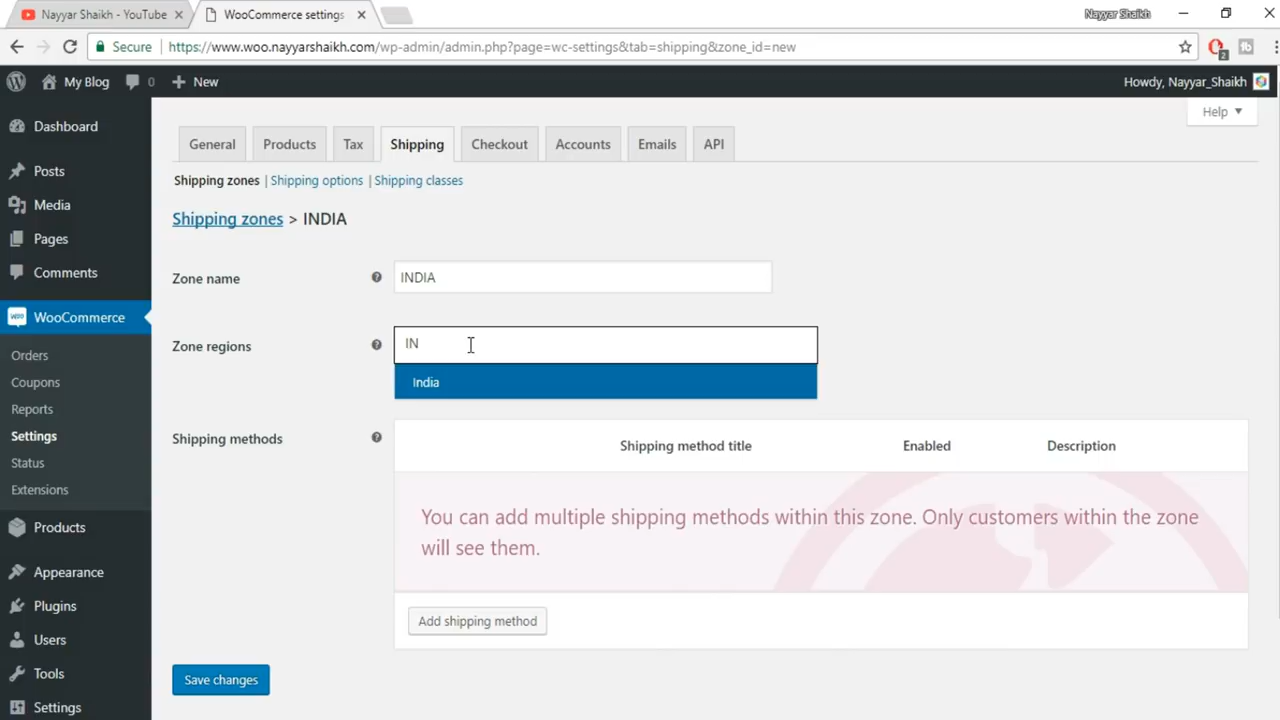 Nayyar Shaikh - YouTube
WooCommerce settings
Nayyar Shaikh
Secure https://www.woo.nayyarshaikh.com/wp-admin/admin.php?page=wc-settings&tab=shipping&zone_id=new
2
My Blog 0 New
Howdy, Nayyar_Shaikh
Help
Dashboard
Posts
Media
Pages
Comments
WooCommerce
Orders
Coupons
Reports
Settings
Status
Extensions
Products
Appearance
Plugins
Users
Tools
Settings
General Products Tax Shipping Checkout Accounts Emails API
Shipping zones | Shipping options | Shipping classes
Shipping zones > INDIA
Zone name ? INDIA
Zone regions ? IN
India
Shipping methods ? Shipping method title Enabled Description
You can add multiple shipping methods within this zone. Only customers within the zone
will see them.
Add shipping method
Save changes